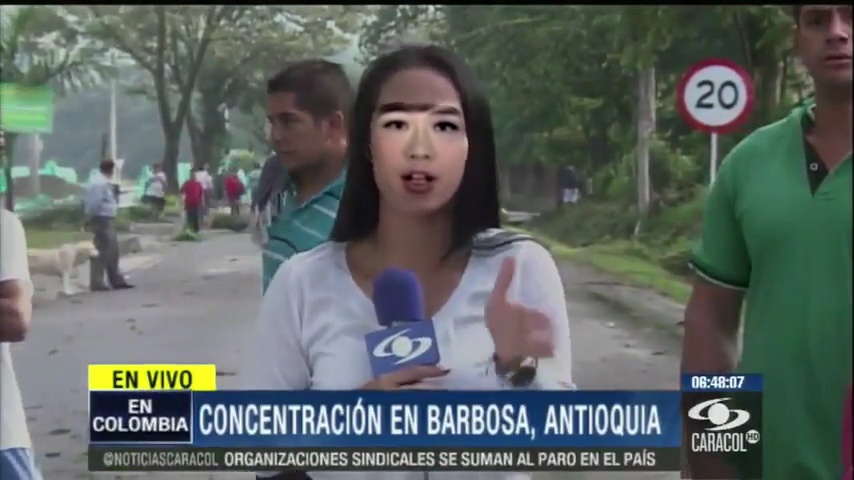 20
EN VIVO
06:48:07
EN
COLOMBIA
CONCENTRACIÓN EN BARBOSA, ANTIOQUIA
CARACOL HD
@NOTICIASCARACOL ORGANIZACIONES SINDICALES SE SUMAN AL PARO EN EL PAÍS